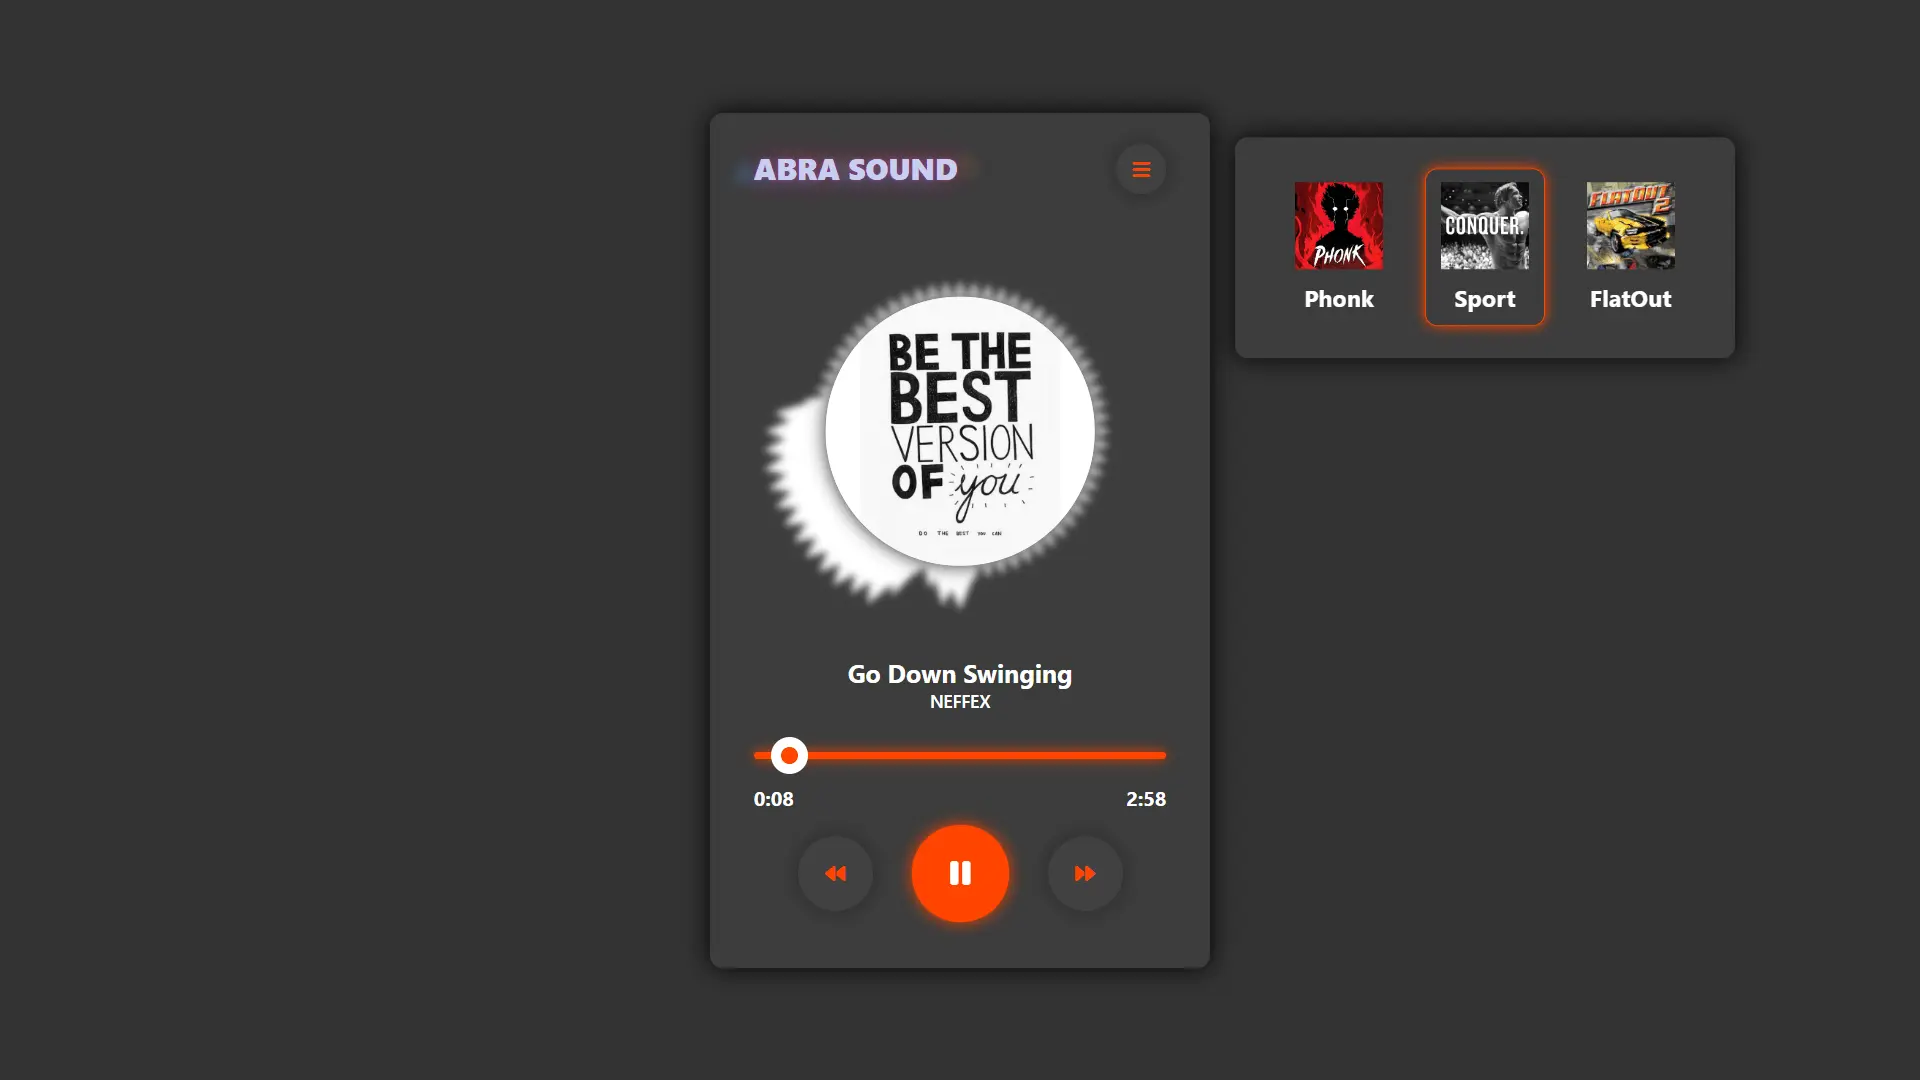 ABRA SOUND
BE THE
BEST
VERSION
OF you
DO THE BEST YOU CAN
Go Down Swinging
NEFFEX
0:08
2:58
PHONK
Phonk
CONQUER.
Sport
FLATOUT
2
FlatOut